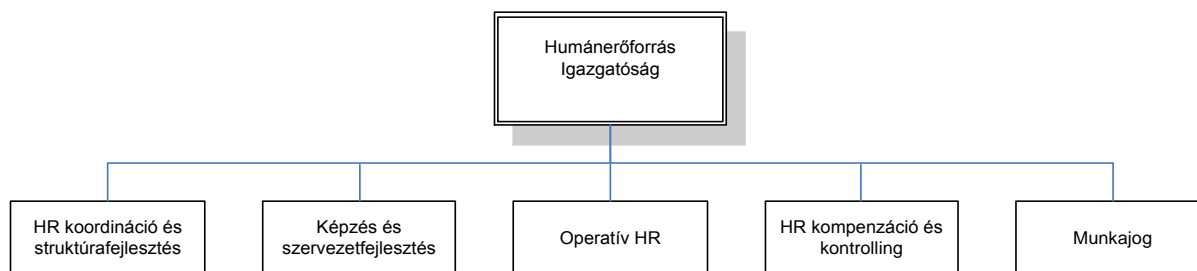 Humánerőforrás
Igazgatóság
HR koordináció és
struktúrafejlesztés
Képzés és
szervezetfejlesztés
Operatív HR
HR kompenzáció és
kontrolling
Munkajog